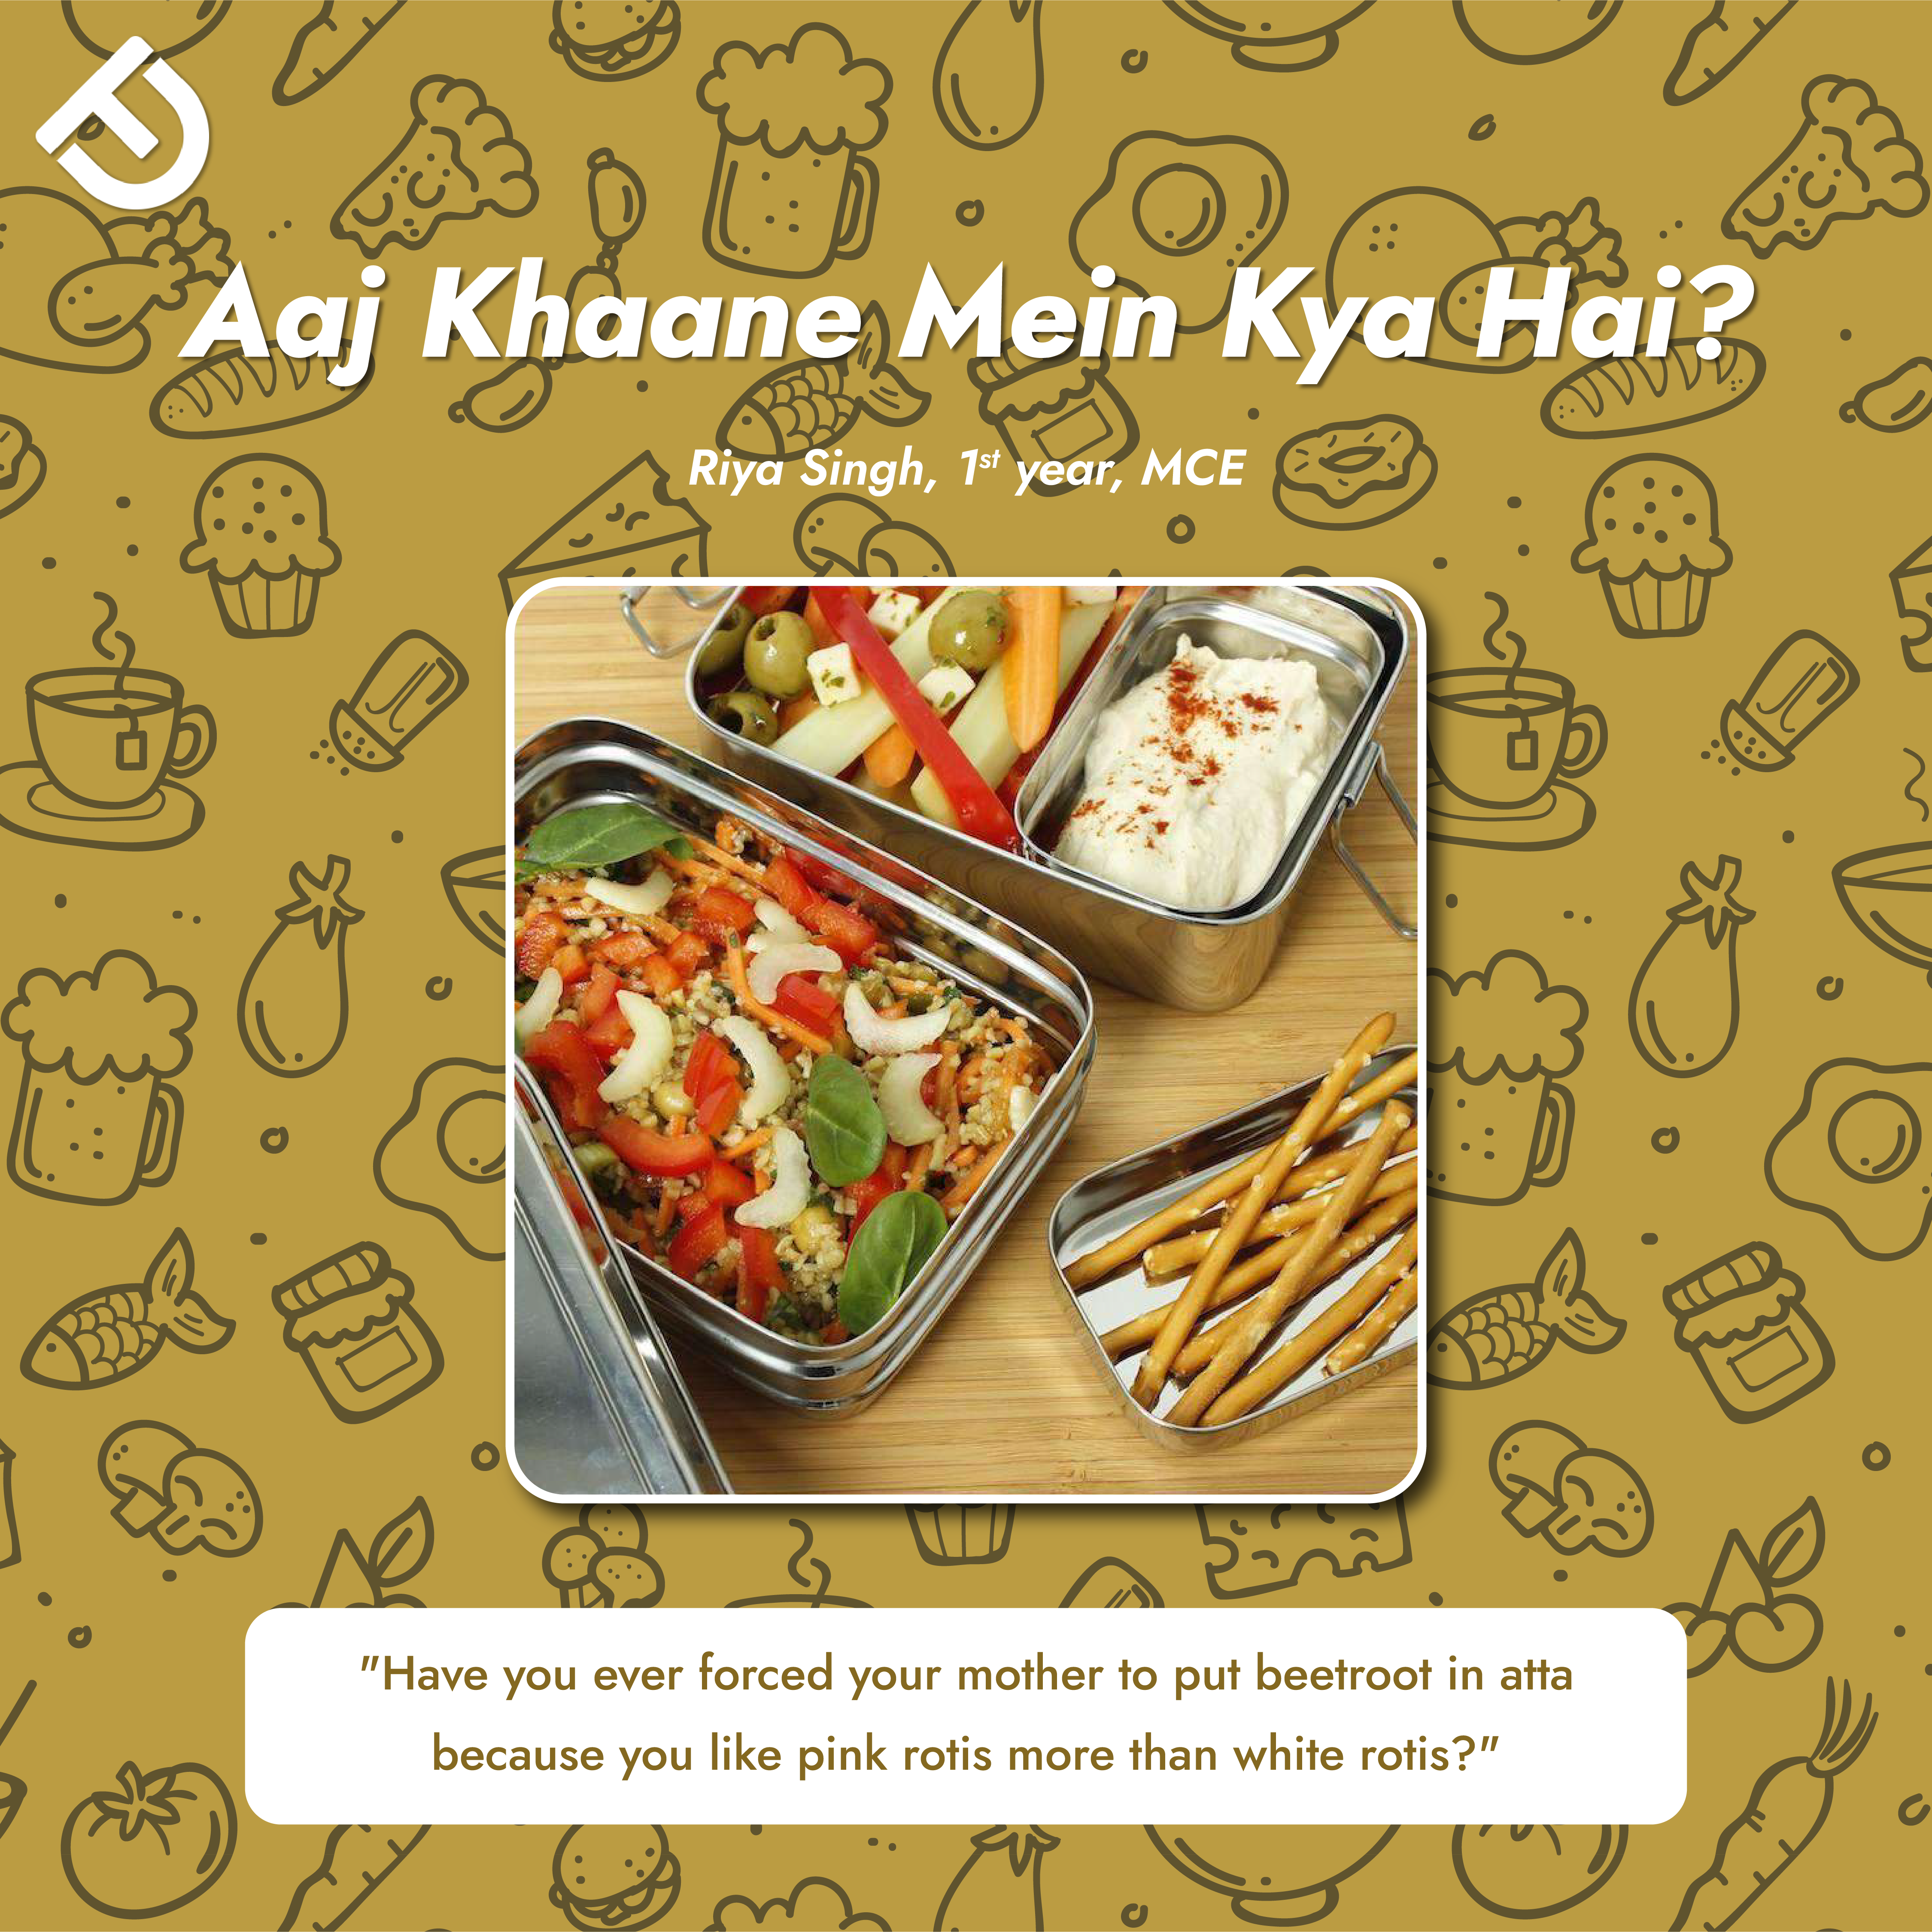 Aaj Khaane Mein Kya Hai?
Riya Singh, 1st year, MCE
"Have you ever forced your mother to put beetroot in atta
because you like pink rotis more than white rotis?"